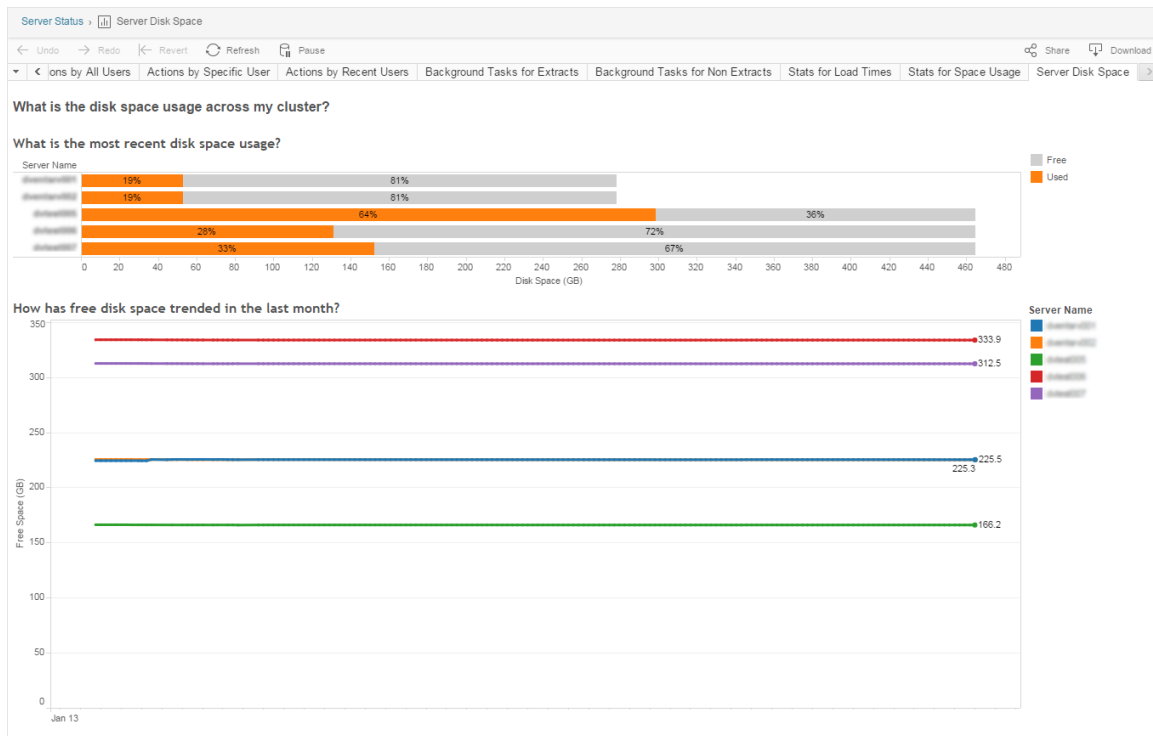 Server Status › Server Disk Space
← Undo → Redo Revert Refresh Pause Share Download
ons by All Users Actions by Specific User Actions by Recent Users Background Tasks for Extracts Background Tasks for Non Extracts Stats for Load Times Stats for Space Usage Server Disk Space
What is the disk space usage across my cluster?
What is the most recent disk space usage?
Server Name
Free
Used
19% 81%
19% 81%
64% 36%
28% 72%
33% 67%
0 20 40 60 80 100 120 140 160 180 200 220 240 260 280 300 320 340 360 380 400 420 440 460 480
Disk Space (GB)
How has free disk space trended in the last month?
Server Name
350
333.9
312.5
300
250
225.5
225.3
200
166.2
150
100
50
0
Free Space (GB)
Jan 13